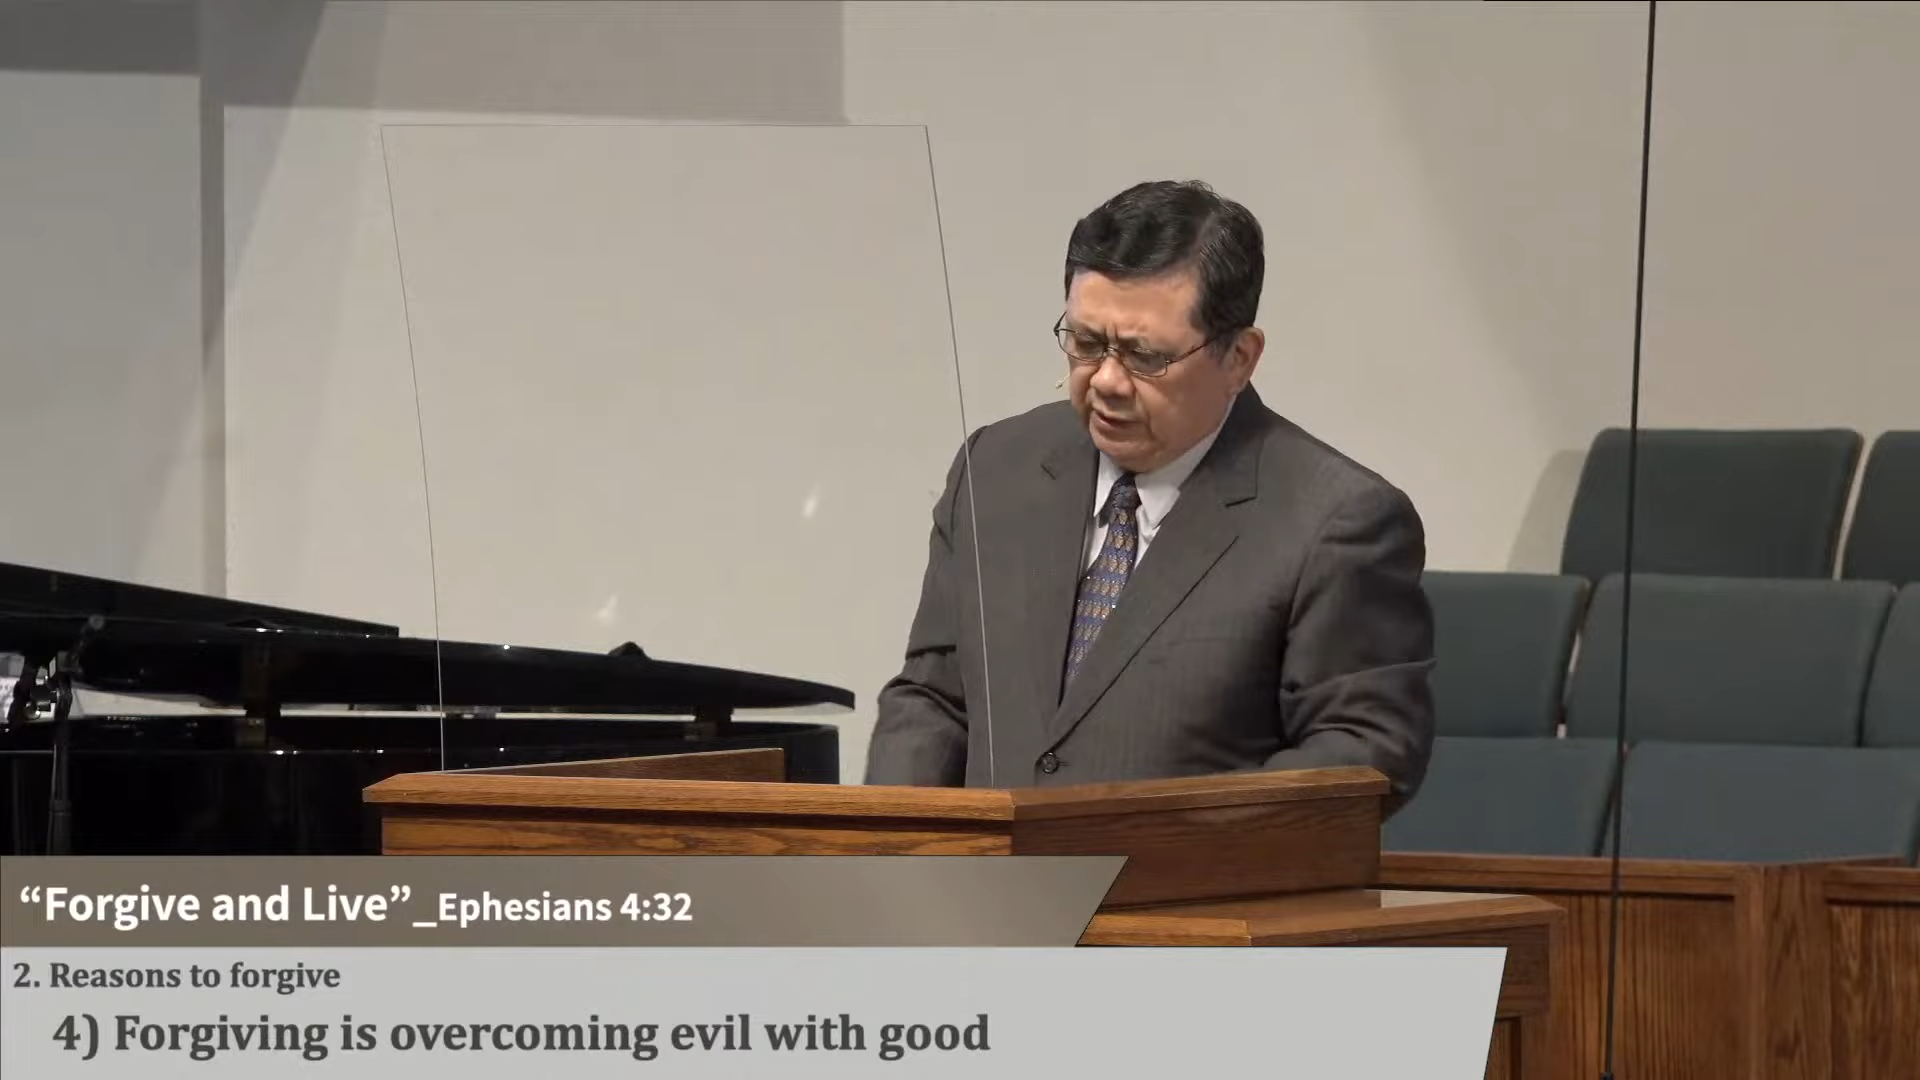 “Forgive and Live”_Ephesians 4:32
2. Reasons to forgive
4) Forgiving is overcoming evil with good